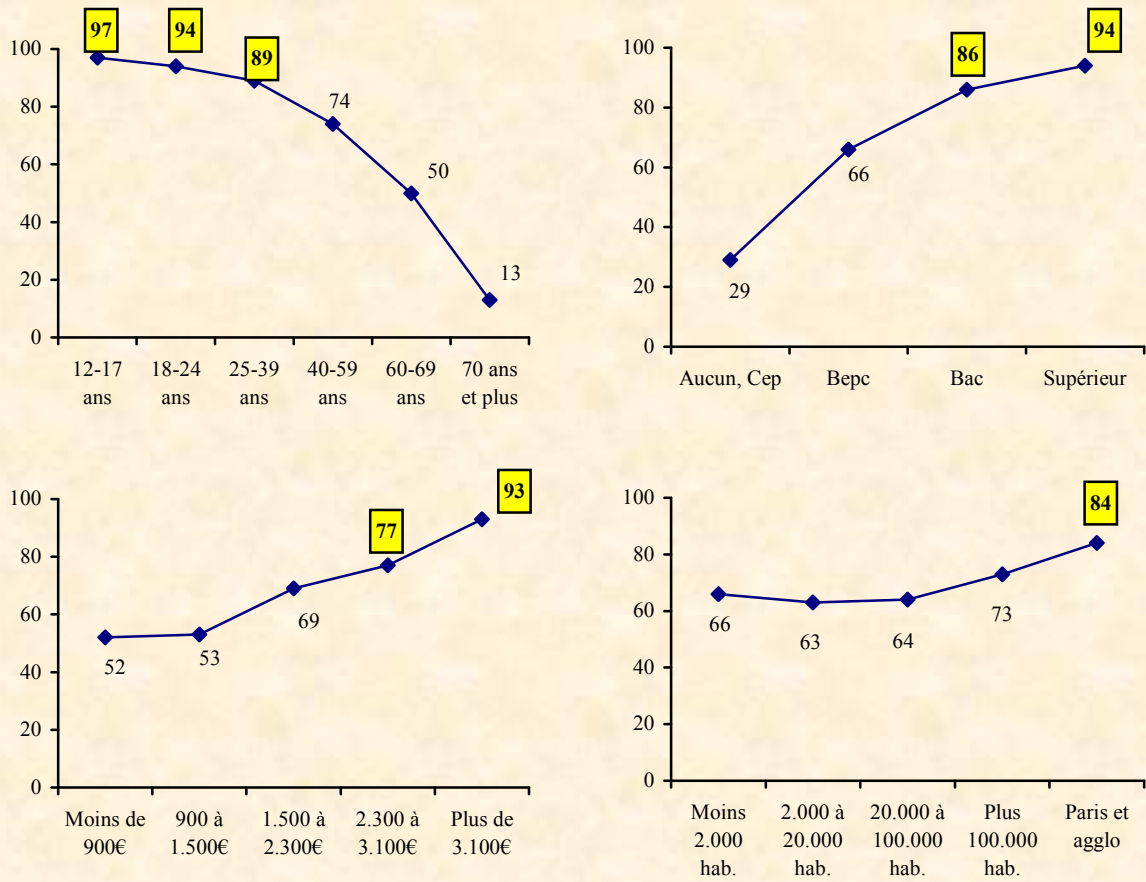 97
94
89
74
50
13
100
80
60
40
20
0
12-17 ans
18-24 ans
25-39 ans
40-59 ans
60-69 ans
70 ans et plus
94
86
66
29
100
80
60
40
20
0
Aucun, Cep
Bepc
Bac
Supérieur
93
77
69
53
52
100
80
60
40
20
0
Moins de 900€
900 à 1.500€
1.500 à 2.300€
2.300 à 3.100€
Plus de 3.100€
84
73
66
63
64
100
80
60
40
20
0
Moins 2.000 hab.
2.000 à 20.000 hab.
20.000 à 100.000 hab.
Plus 100.000 hab.
Paris et agglo